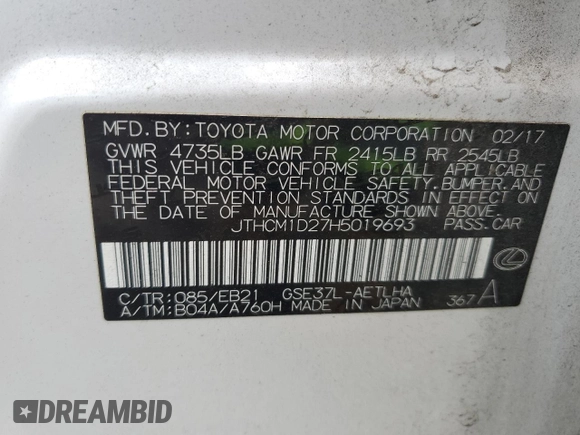 MFD.BY:TOYOTA MOTOR CORPORATION 02/17
GVWR 4735LB GAWR FR 2415LB RR 2545LB
THIS VEHICLE CONFORMS TO ALL APPLICABLE
FEDERAL MOTOR VEHICLE SAFETY,BUMPER,AND
THEFT PREVENTION STANDARDS IN EFFECT ON
THE DATE OF MANUFACTURE SHOWN ABOVE.
JTHCM1D27H5019693 PASS.CAR
C/TR:085/EB21 GSE37L-AETLHA
A/TM:B04A/A760H MADE IN JAPAN 367 A
DREAMBID